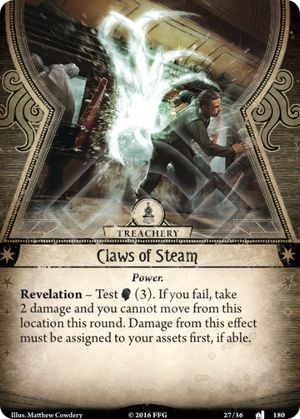 TREACHERY
Claws of Steam
Power.
Revelation – Test (3). If you fail, take
2 damage and you cannot move from this
location this round. Damage from this effect
must be assigned to your assets first, if able.
Illus. Matthew Cowdery © 2016 FFG 27/36 180